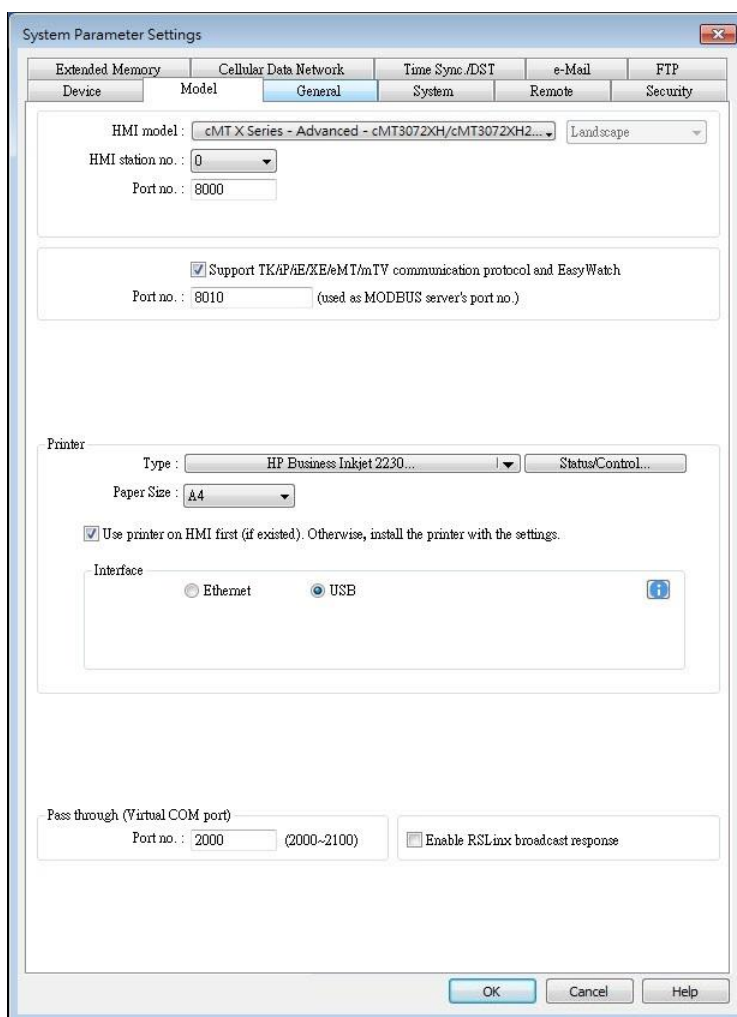 System Parameter Settings
Extended Memory Cellular Data Network Time Sync./DST e-Mail FTP
Device Model General System Remote Security
HMI model : cMT X Series - Advanced - cMT3072XH/cMT3072XH2... Landscape
HMI station no. : 0
Port no. : 8000
Support TK/iP/iE/XE/eMT/mTV communication protocol and EasyWatch
Port no. : 8010 (used as MODBUS server's port no.)
Printer
Type : HP Business Inkjet 2230... Status/Control...
Paper Size : A4
Use printer on HMI first (if existed). Otherwise, install the printer with the settings.
Interface
Ethernet USB
Pass through (Virtual COM port)
Port no. : 2000 (2000~2100) Enable RSLinx broadcast response
OK Cancel Help